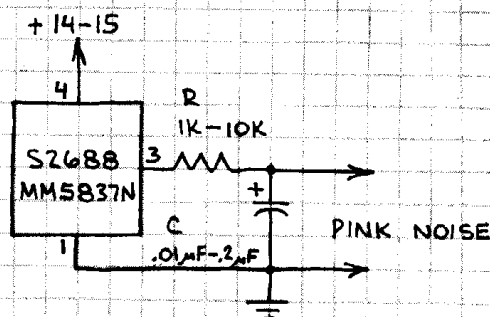 + 14-15
4
R
1K-10K
S2688
MM5837N
3
+
1
C
.01µF-.2µF
PINK NOISE